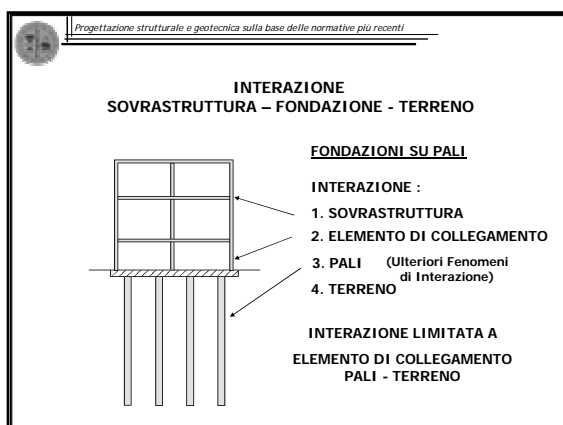 Progettazione strutturale e geotecnica sulla base delle normative più recenti
INTERAZIONE
SOVRASTRUTTURA – FONDAZIONE - TERRENO
FONDAZIONI SU PALI
INTERAZIONE :
1. SOVRASTRUTTURA
2. ELEMENTO DI COLLEGAMENTO
3. PALI (Ulteriori Fenomeni
di Interazione)
4. TERRENO
INTERAZIONE LIMITATA A
ELEMENTO DI COLLEGAMENTO
PALI - TERRENO